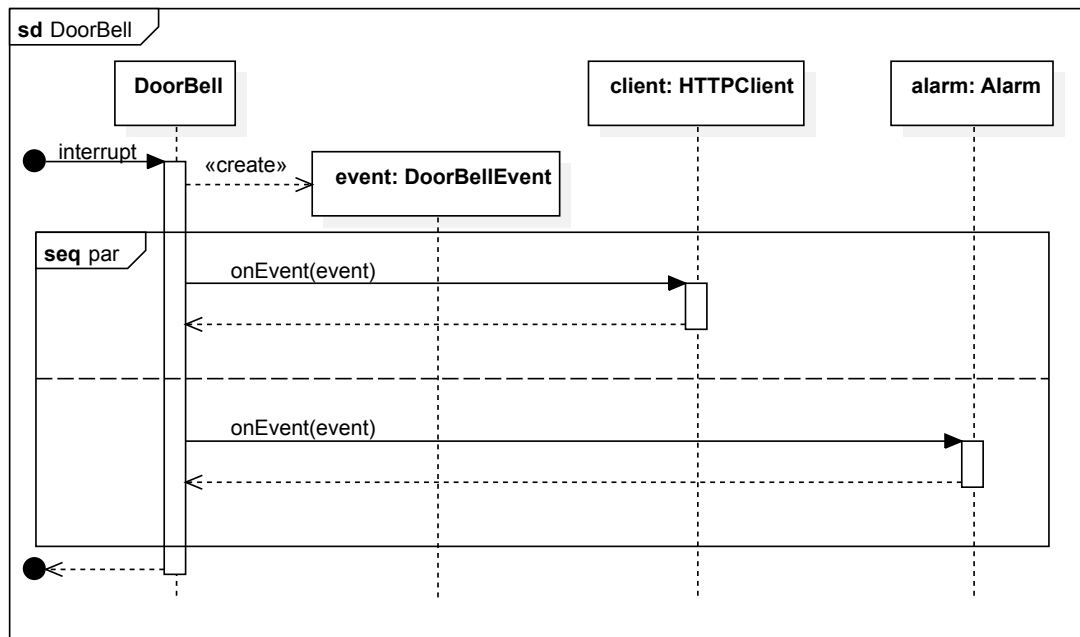 sd DoorBell
DoorBell
client: HTTPClient
alarm: Alarm
interrupt
«create»
event: DoorBellEvent
seq par
onEvent(event)
onEvent(event)